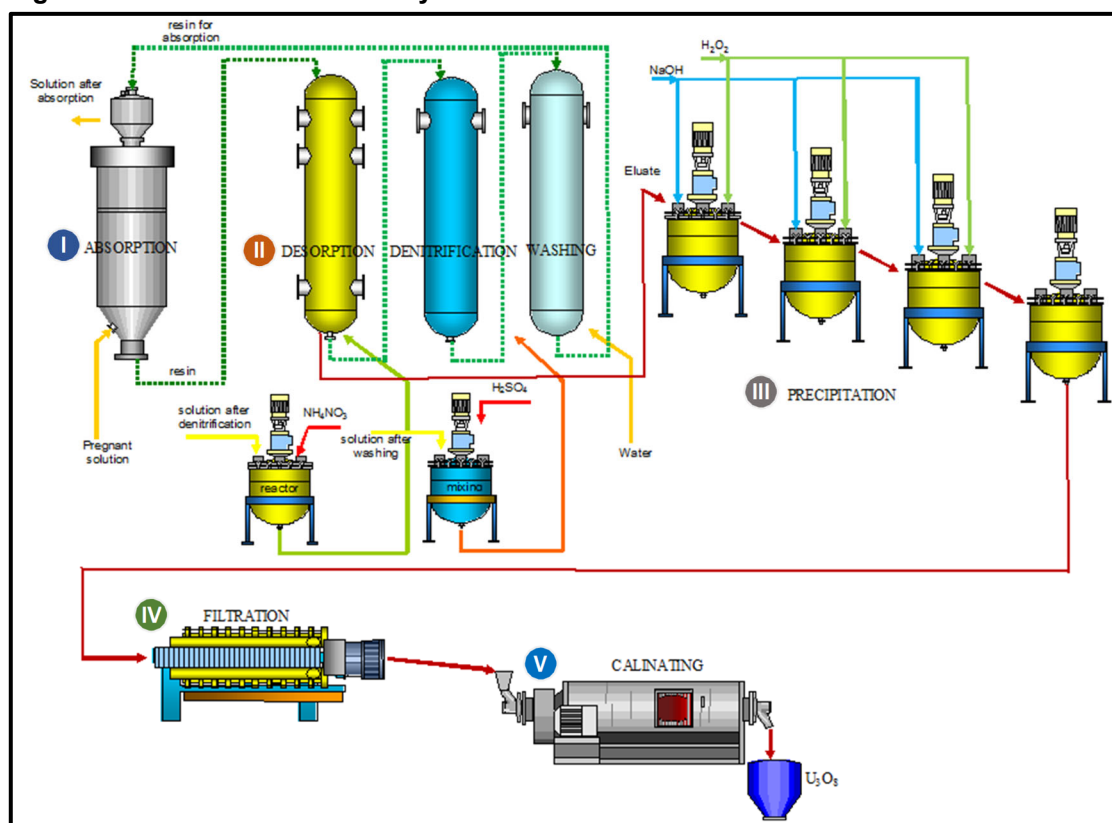 resin for
absorption
H₂O₂
NaOH
Solution after
absorption
Eluate
I ABSORPTION
II DESORPTION
DENITRIFICATION
WASHING
resin
III PRECIPITATION
H₂SO₄
solution after
denitrification
NH₄NO₃
solution after
washing
Pregnant
solution
Water
reactor
mixing
IV FILTRATION
V CALINATING
U₃O₈